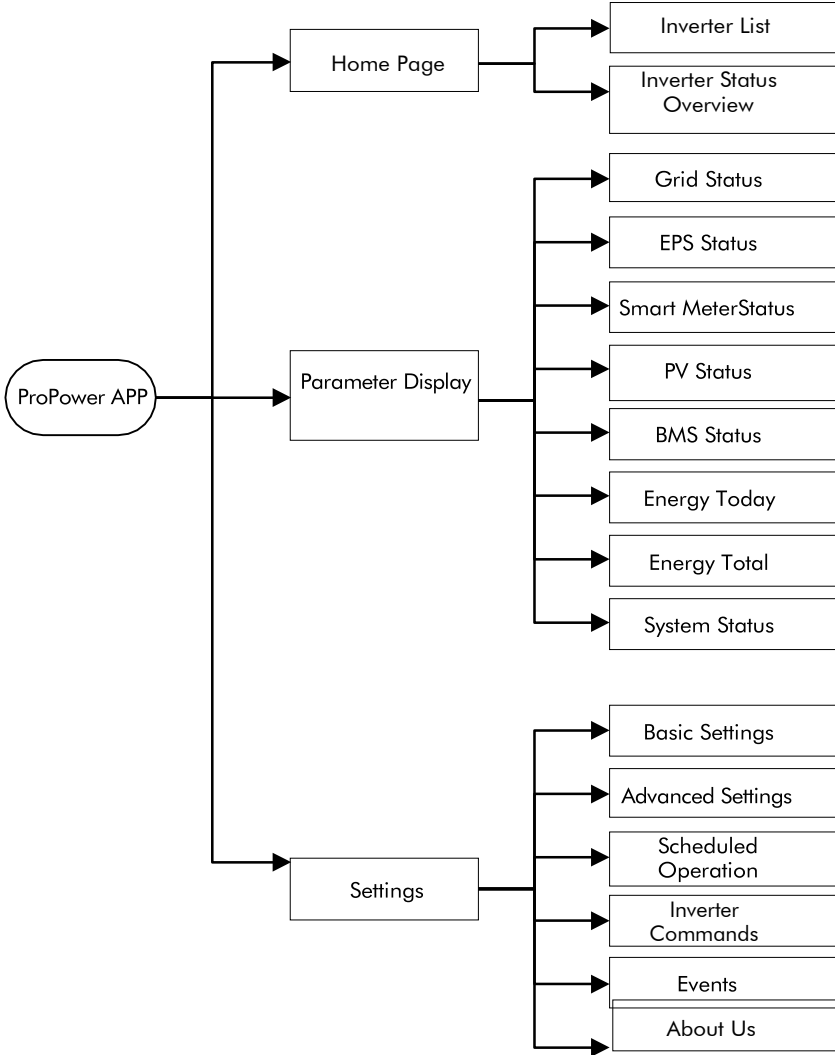 ProPower APP
Home Page
Inverter List
Inverter Status
Overview
Parameter Display
Grid Status
EPS Status
Smart MeterStatus
PV Status
BMS Status
Energy Today
Energy Total
System Status
Settings
Basic Settings
Advanced Settings
Scheduled
Operation
Inverter
Commands
Events
About Us